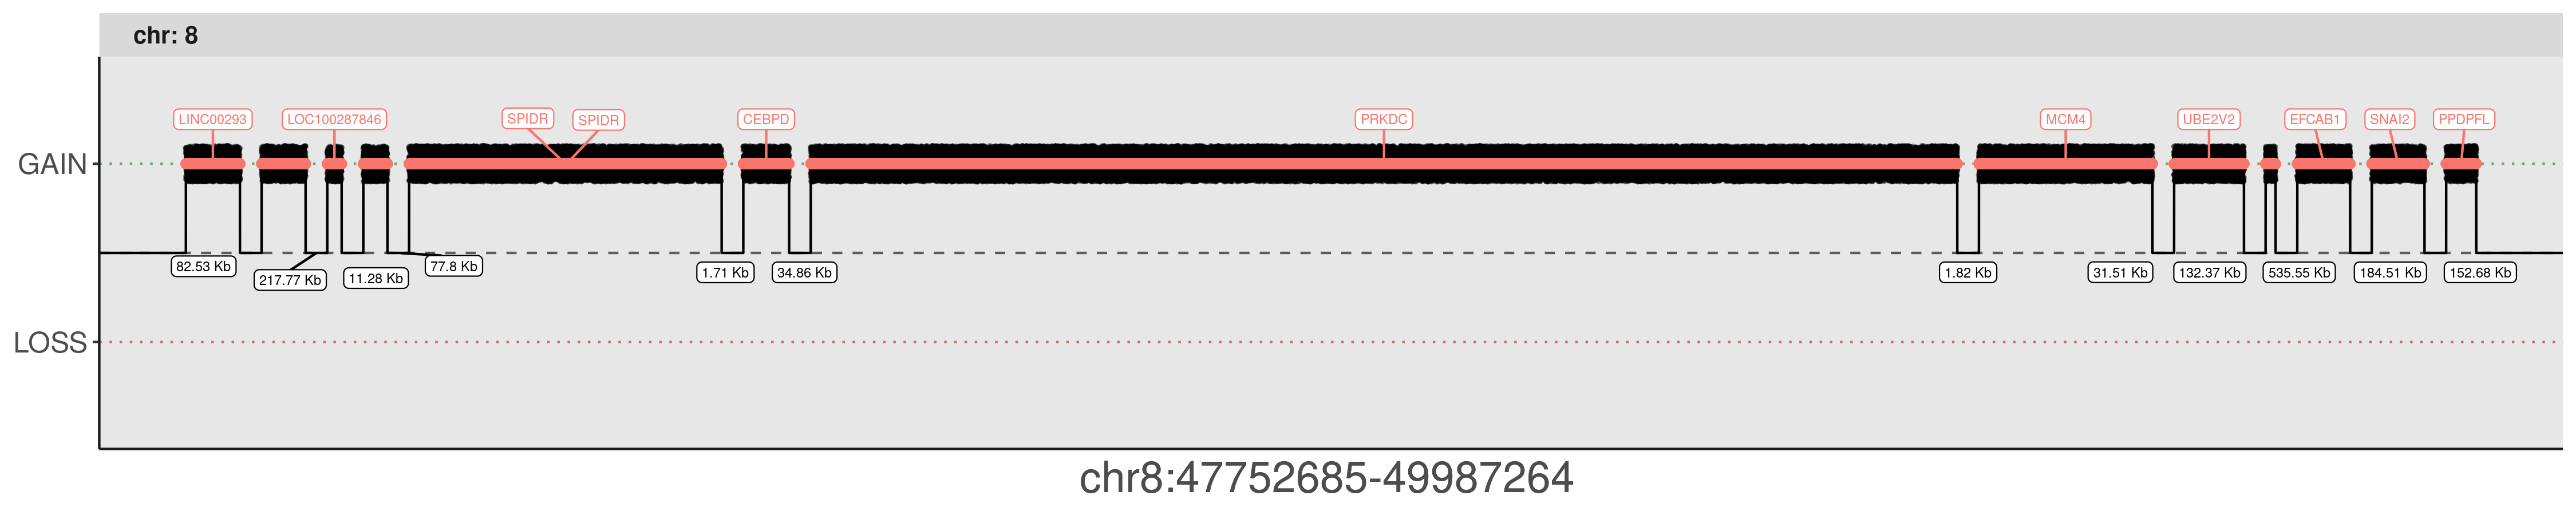 chr: 8
LINC00293
LOC100287846
SPIDR
SPIDR
CEBPD
PRKDC
MCM4
UBE2V2
EFCAB1
SNAI2
PPDPFL
GAIN
82.53 Kb
217.77 Kb
11.28 Kb
77.8 Kb
1.71 Kb
34.86 Kb
1.82 Kb
31.51 Kb
132.37 Kb
535.55 Kb
184.51 Kb
152.68 Kb
LOSS
chr8:47752685-49987264